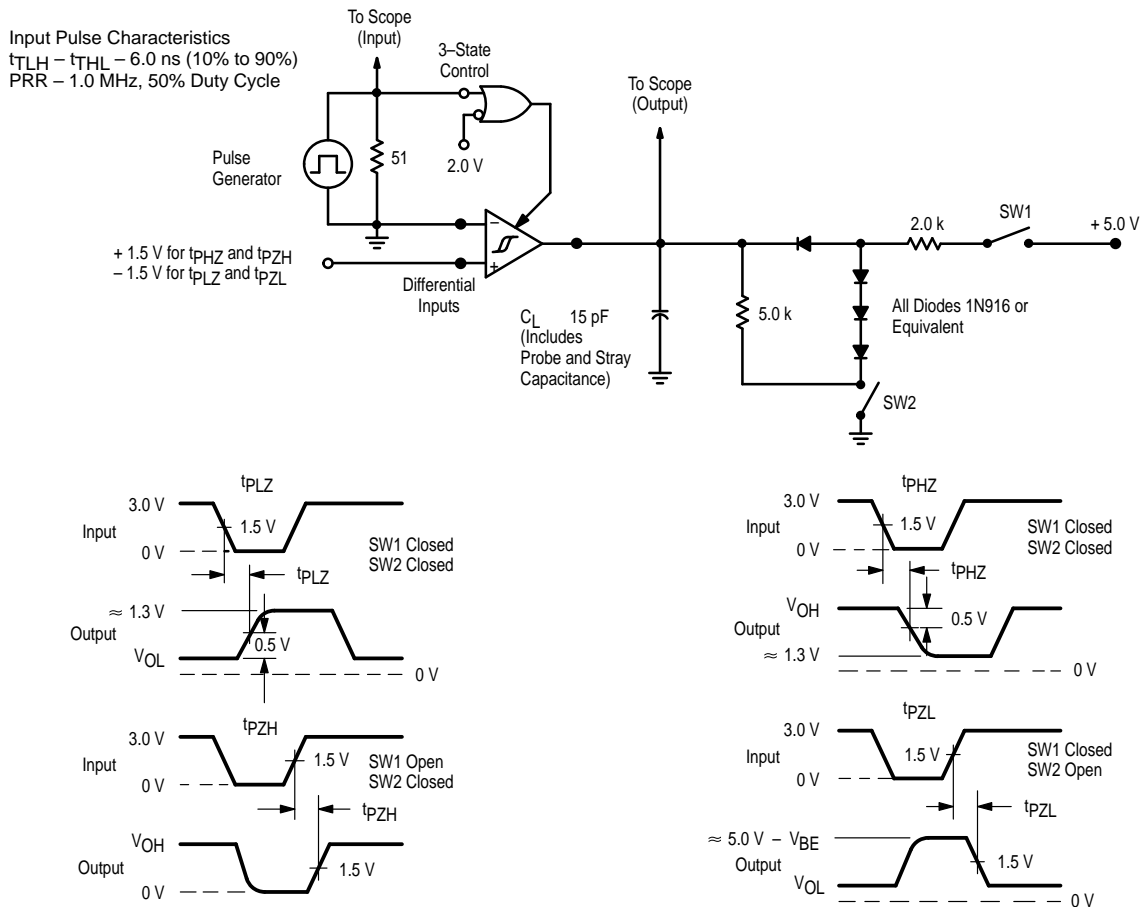 Input Pulse Characteristics
tTLH – tTHL – 6.0 ns (10% to 90%)
PRR – 1.0 MHz, 50% Duty Cycle
To Scope
(Input)
3–State
Control
To Scope
(Output)
Pulse
Generator
51
2.0 V
+ 1.5 V for tPHZ and tPZH
– 1.5 V for tPLZ and tPZL
–
+
Differential
Inputs
CL 15 pF
(Includes
Probe and Stray
Capacitance)
5.0 k
2.0 k
SW1
+ 5.0 V
All Diodes 1N916 or
Equivalent
SW2
tPLZ
3.0 V
Input
1.5 V
0 V
SW1 Closed
SW2 Closed
tPLZ
≈ 1.3 V
Output
0.5 V
VOL
0 V
tPHZ
3.0 V
Input
1.5 V
0 V
SW1 Closed
SW2 Closed
tPHZ
VOH
Output
0.5 V
≈ 1.3 V
0 V
tPZH
3.0 V
Input
1.5 V
0 V
SW1 Open
SW2 Closed
tPZH
VOH
Output
1.5 V
0 V
tPZL
3.0 V
Input
1.5 V
0 V
SW1 Closed
SW2 Open
tPZL
≈ 5.0 V – VBE
Output
1.5 V
VOL
0 V